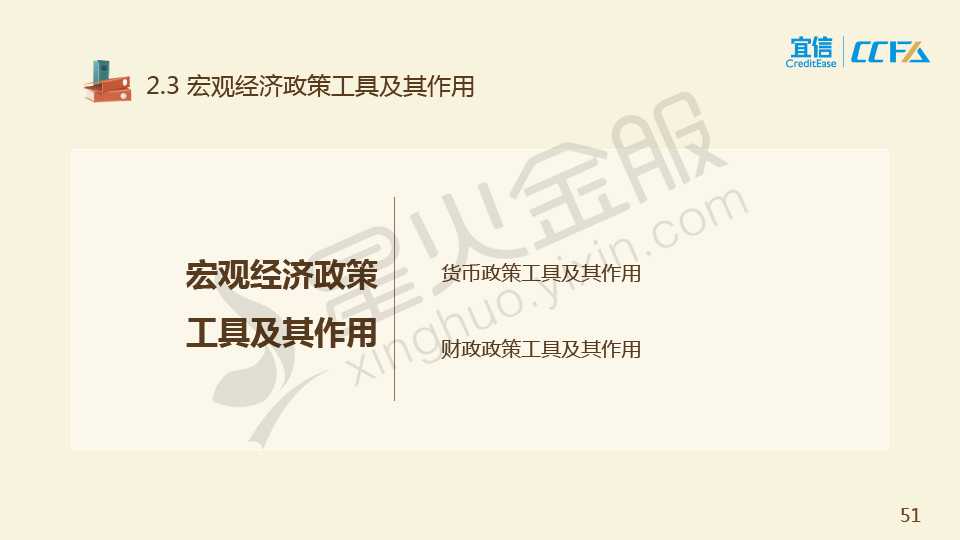 宜信
CreditEase
CCFA
2.3 宏观经济政策工具及其作用
星火金服
xinghuo.yixin.com
宏观经济政策
工具及其作用
货币政策工具及其作用
财政政策工具及其作用
51